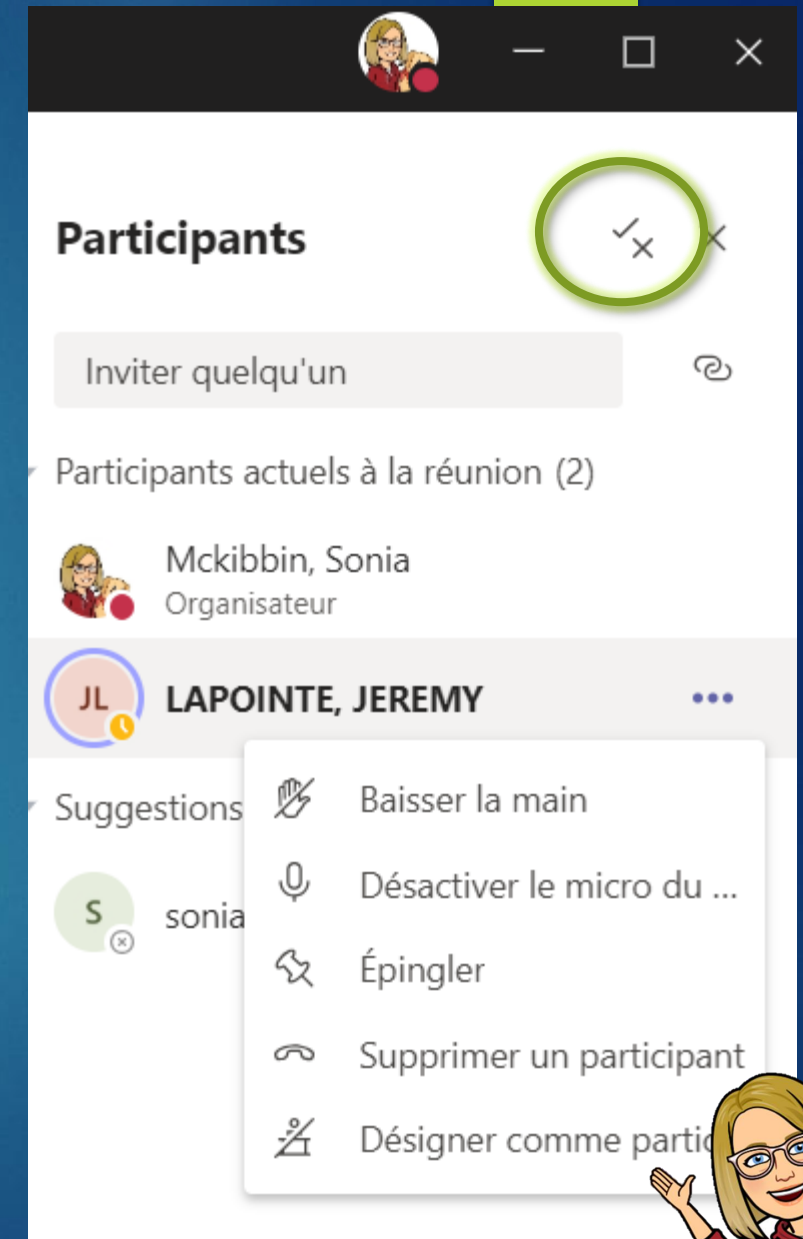 Participants
Inviter quelqu'un
Participants actuels à la réunion (2)
Mckibbin, Sonia
Organisateur
JL LAPOINTE, JEREMY
Suggestions
Baisser la main
S sonia
Désactiver le micro du ...
Épingler
Supprimer un participant
Désigner comme partic